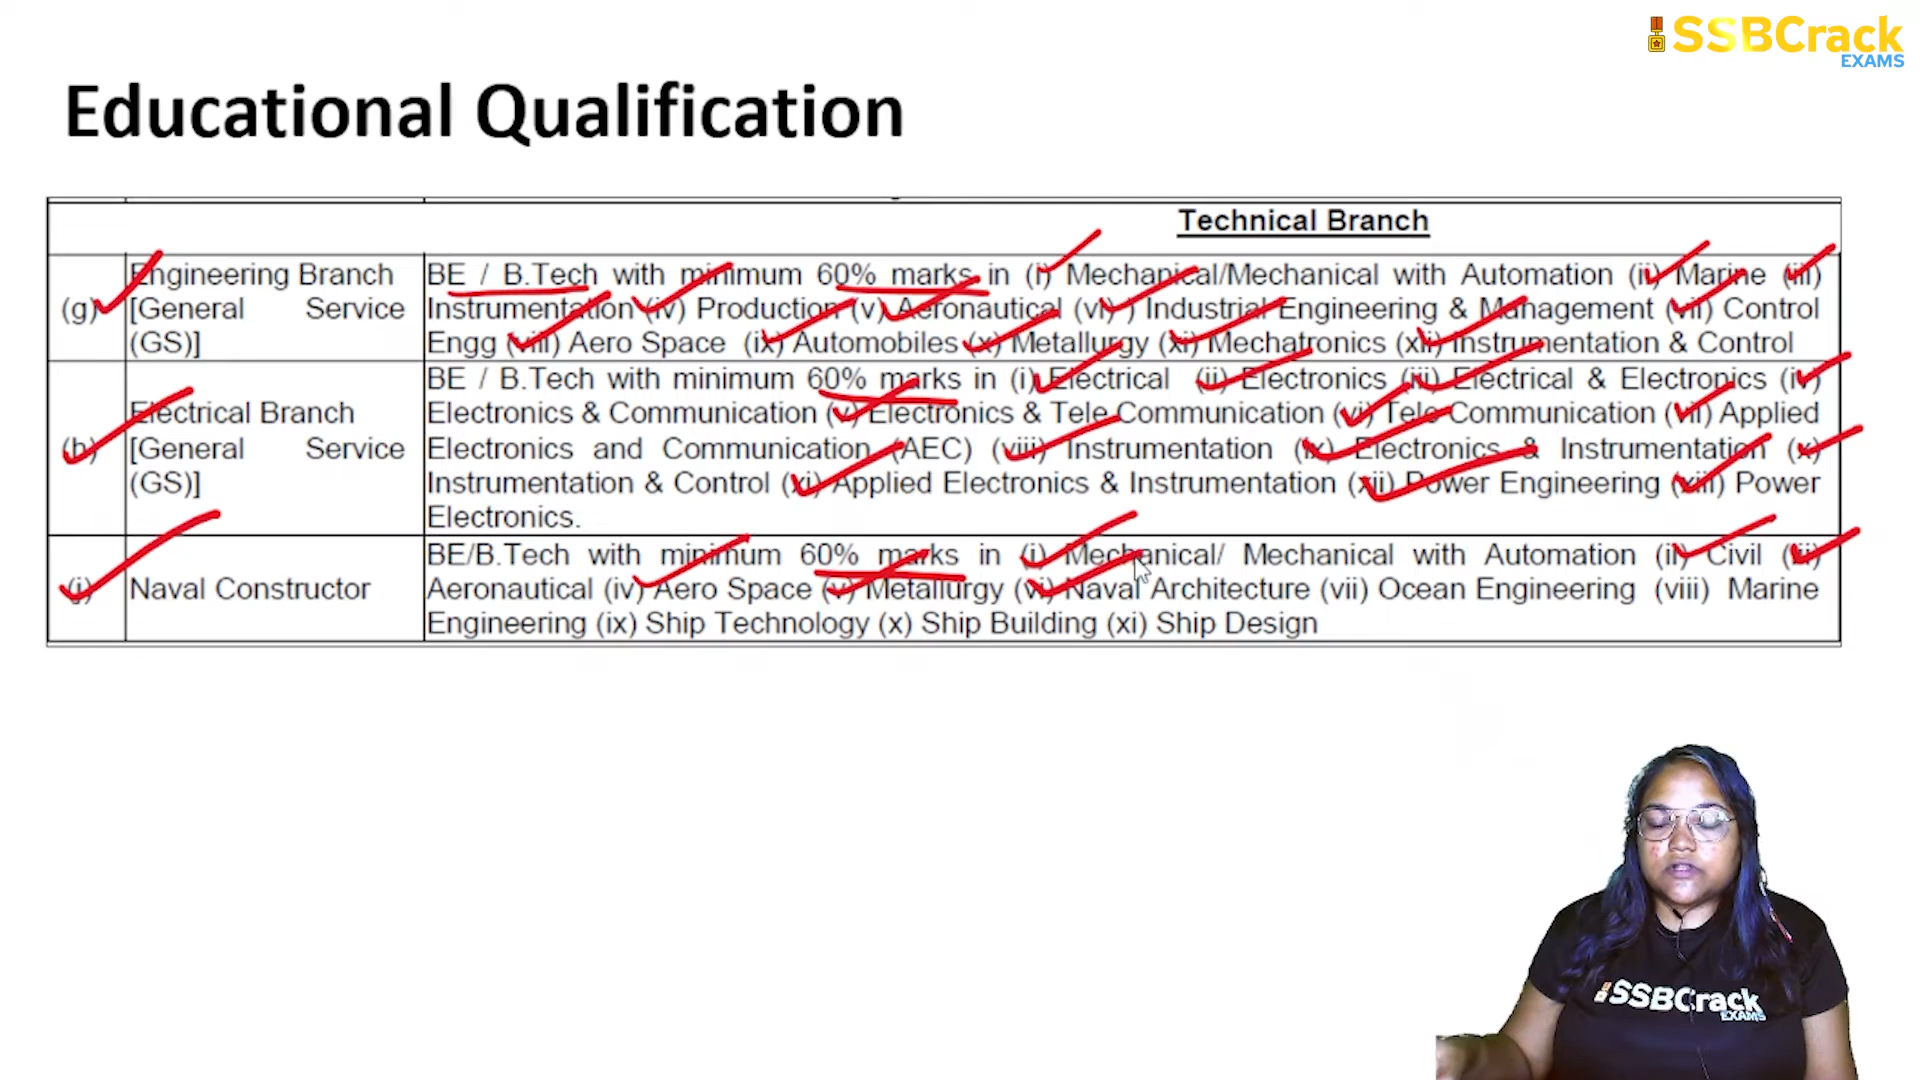 SSBCrack
EXAMS
Educational Qualification
Technical Branch
(g)
Engineering Branch
[General Service
(GS)]
BE / B.Tech with minimum 60% marks in (i) Mechanical/Mechanical with Automation (ii) Marine (iii)
Instrumentation (iv) Production (v) Aeronautical (vi ) Industrial Engineering & Management (vii) Control
Engg (viii) Aero Space (ix) Automobiles (x) Metallurgy (xi) Mechatronics (xii) Instrumentation & Control
(h)
Electrical Branch
[General Service
(GS)]
BE / B.Tech with minimum 60% marks in (i) Electrical (ii) Electronics (iii) Electrical & Electronics (iv)
Electronics & Communication (v) Electronics & Tele Communication (vi) Tele Communication (vii) Applied
Electronics and Communication (AEC) (viii) Instrumentation (ix) Electronics & Instrumentation (x)
Instrumentation & Control (xi) Applied Electronics & Instrumentation (xii) Power Engineering (xiii) Power
Electronics.
(j)
Naval Constructor
BE/B.Tech with minimum 60% marks in (i) Mechanical/ Mechanical with Automation (ii) Civil (iii)
Aeronautical (iv) Aero Space (v) Metallurgy (vi) Naval Architecture (vii) Ocean Engineering (viii) Marine
Engineering (ix) Ship Technology (x) Ship Building (xi) Ship Design
SSBCrack
EXAMS